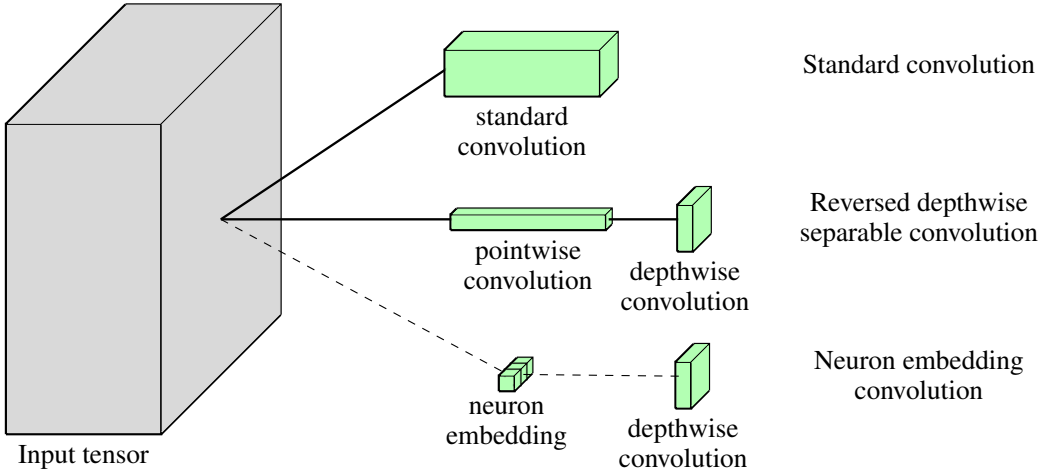 Standard convolution
standard
convolution
Reversed depthwise
separable convolution
pointwise
convolution
depthwise
convolution
Neuron embedding
convolution
neuron
embedding
depthwise
convolution
Input tensor